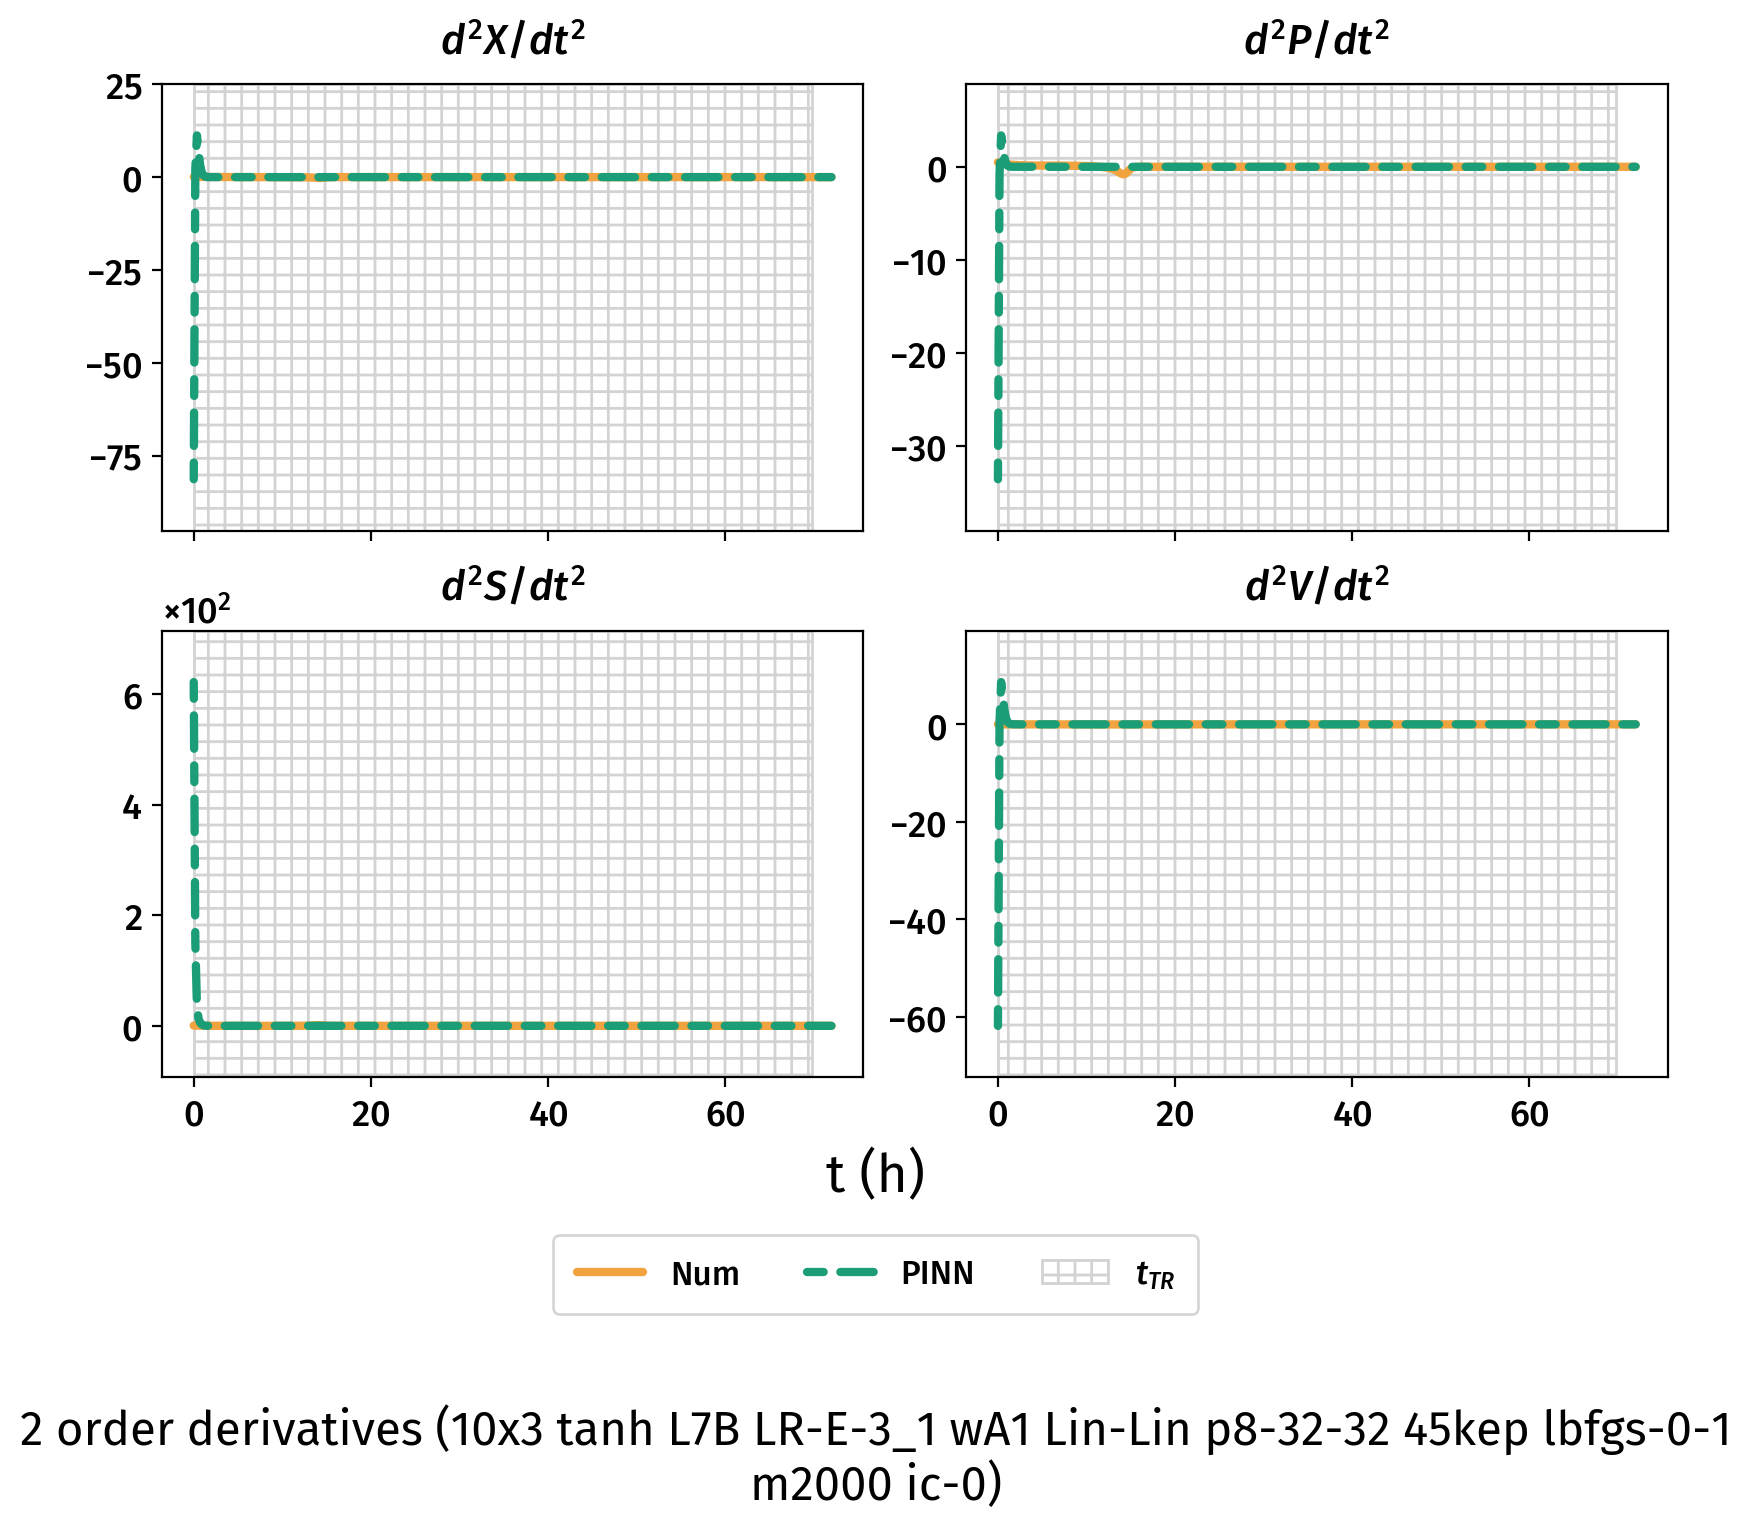 d²X/dt²
d²P/dt²
25
0
−25
−50
−75
0
−10
−20
−30
d²S/dt²
d²V/dt²
×10²
6
4
2
0
0
−20
−40
−60
0 20 40 60
0 20 40 60
t (h)
Num PINN t_TR
2 order derivatives (10x3 tanh L7B LR-E-3_1 wA1 Lin-Lin p8-32-32 45kep lbfgs-0-1
m2000 ic-0)